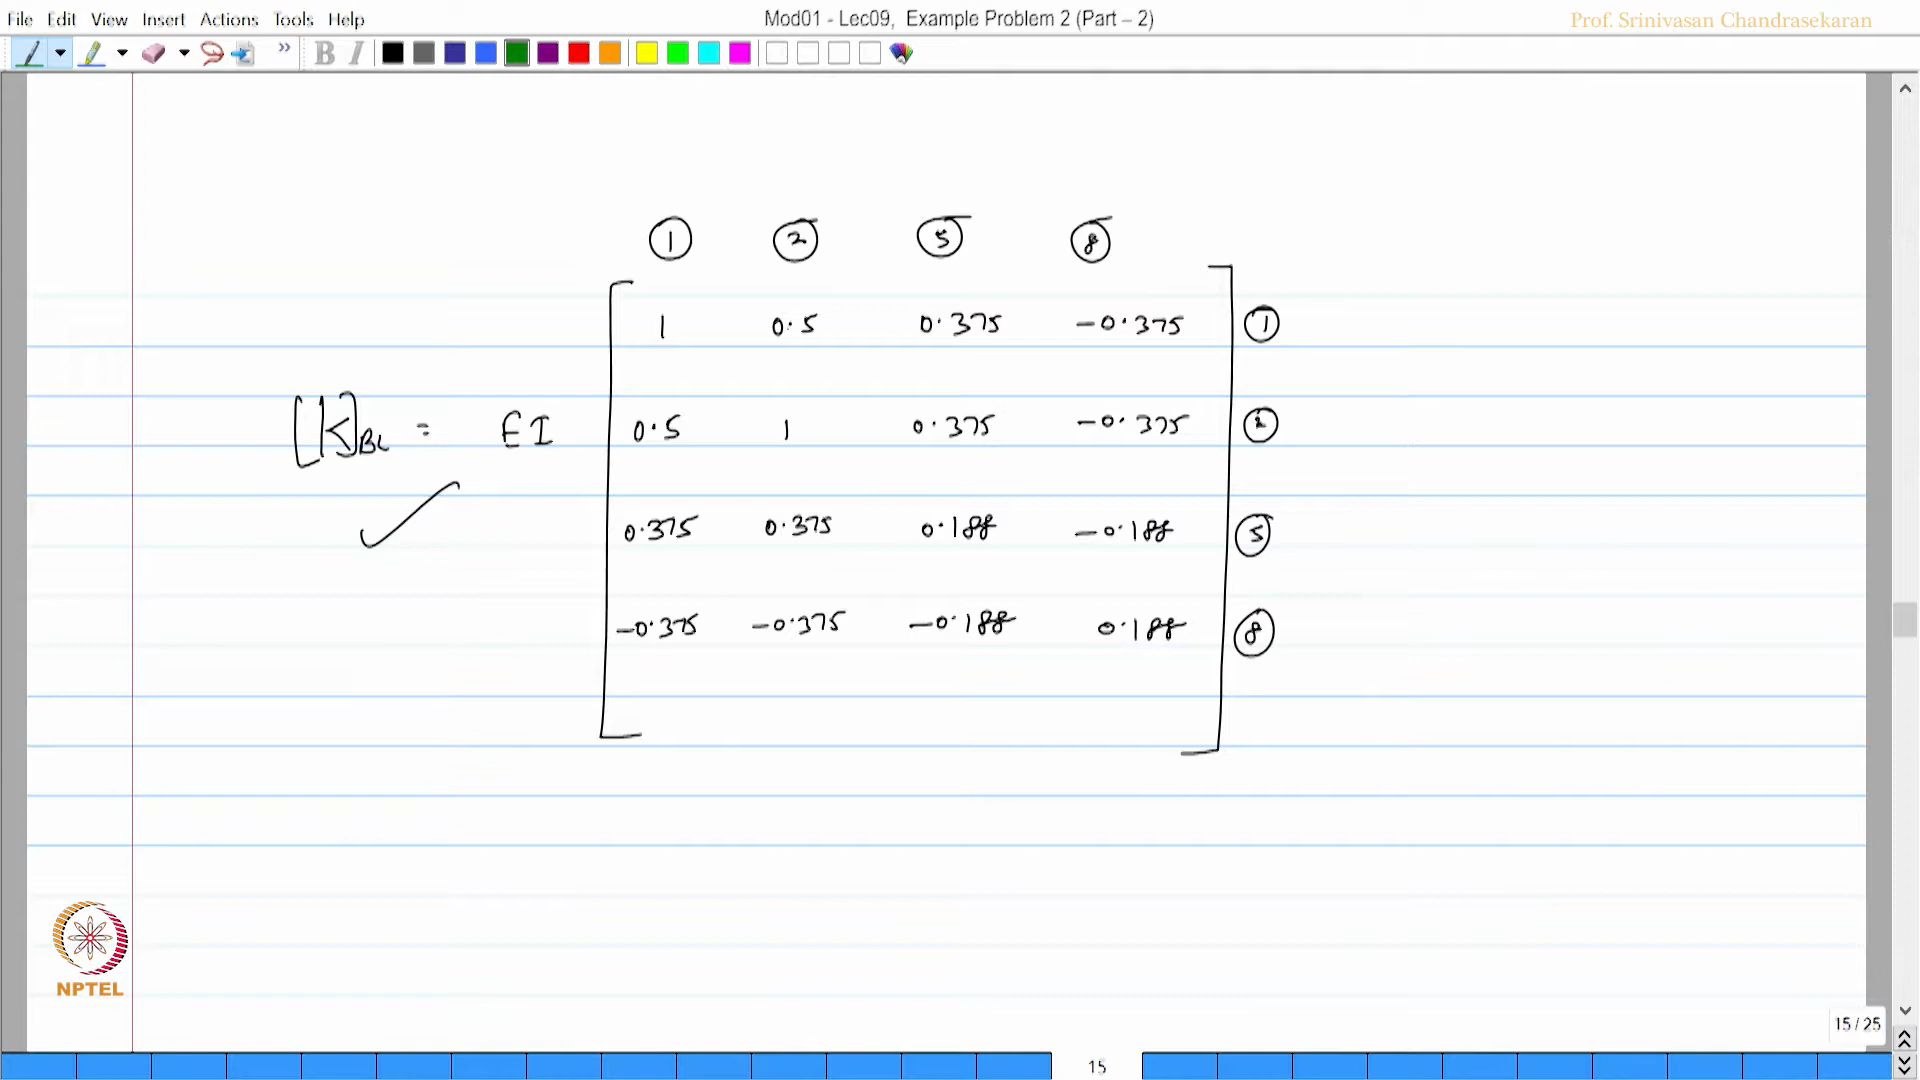 File Edit View Insert Actions Tools Help
Mod01 - Lec09, Example Problem 2 (Part – 2)
Prof. Srinivasan Chandrasekaran
B I
① ② ⑤ ⑧
1 0.5 0.375 -0.375 ①
[K]BC = EI
0.5 1 0.375 -0.375 ②
0.375 0.375 0.188 -0.188 ⑤
-0.375 -0.375 -0.188 0.188 ⑧
NPTEL
15 / 25
15